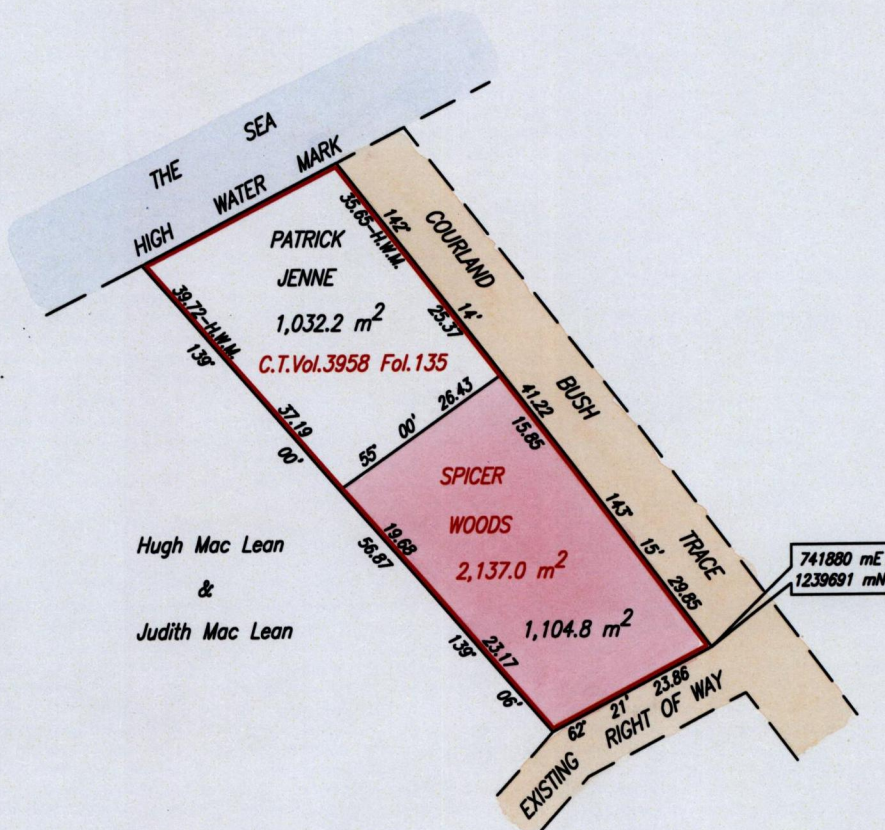 THE SEA
HIGH WATER MARK
PATRICK
JENNE
1,032.2 m²
C.T.Vol.3958 Fol.135
35.65-H.W.M.
25.37
142°
14'
39.72-H.W.M.
139°
37.19
00'
55° 00' 26.43
COURLAND
BUSH
TRACE
41.22
15.85
143°
15'
29.85
SPICER
WOODS
2,137.0 m²
1,104.8 m²
19.68
56.87
139°
23.17
06'
62° 21' 23.86
EXISTING RIGHT OF WAY
741880 mE
1239691 mN
Hugh Mac Lean
&
Judith Mac Lean